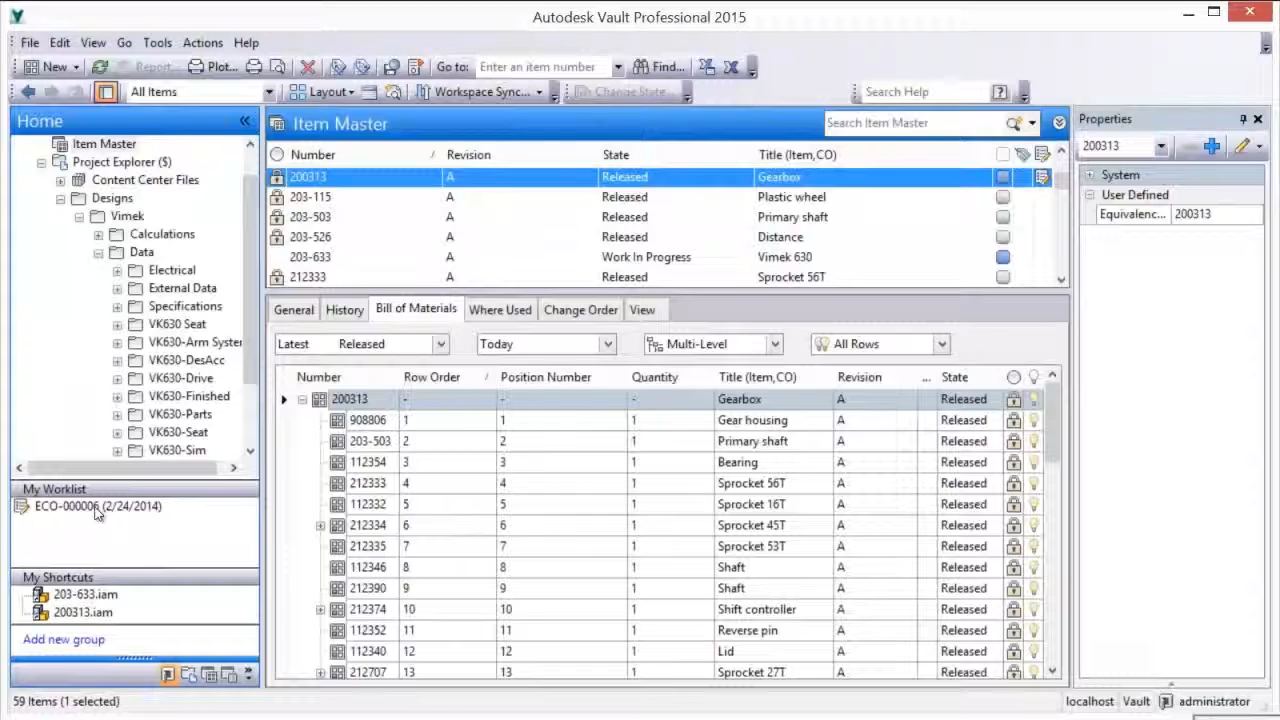 Autodesk Vault Professional 2015
File Edit View Go Tools Actions Help
New Report... Plot... Go to: Enter an item number Find...
All Items Layout Workspace Sync... Change State... Search Help
Home
Item Master
Project Explorer ($)
Content Center Files
Designs
Vimek
Calculations
Data
Electrical
External Data
Specifications
VK630 Seat
VK630-Arm Syster
VK630-DesAcc
VK630-Drive
VK630-Finished
VK630-Parts
VK630-Seat
VK630-Sim
My Worklist
ECO-000006 (2/24/2014)
My Shortcuts
203-633.iam
200313.iam
Add new group
Item Master Search Item Master
Number Revision State Title (Item,CO)
200313 A Released Gearbox
203-115 A Released Plastic wheel
203-503 A Released Primary shaft
203-526 A Released Distance
203-633 A Work In Progress Vimek 630
212333 A Released Sprocket 56T
General History Bill of Materials Where Used Change Order View
Latest Released Today Multi-Level All Rows
Number Row Order Position Number Quantity Title (Item,CO) Revision ... State
200313 - - - Gearbox A Released
908806 1 1 1 Gear housing A Released
203-503 2 2 1 Primary shaft A Released
112354 3 3 1 Bearing A Released
212333 4 4 1 Sprocket 56T A Released
112332 5 5 1 Sprocket 16T A Released
212334 6 6 1 Sprocket 45T A Released
212335 7 7 1 Sprocket 53T A Released
112346 8 8 1 Shaft A Released
212390 9 9 1 Shaft A Released
212374 10 10 1 Shift controller A Released
112352 11 11 1 Reverse pin A Released
112340 12 12 1 Lid A Released
212707 13 13 1 Sprocket 27T A Released
Properties
200313
System
User Defined
Equivalenc... 200313
59 Items (1 selected) localhost Vault administrator